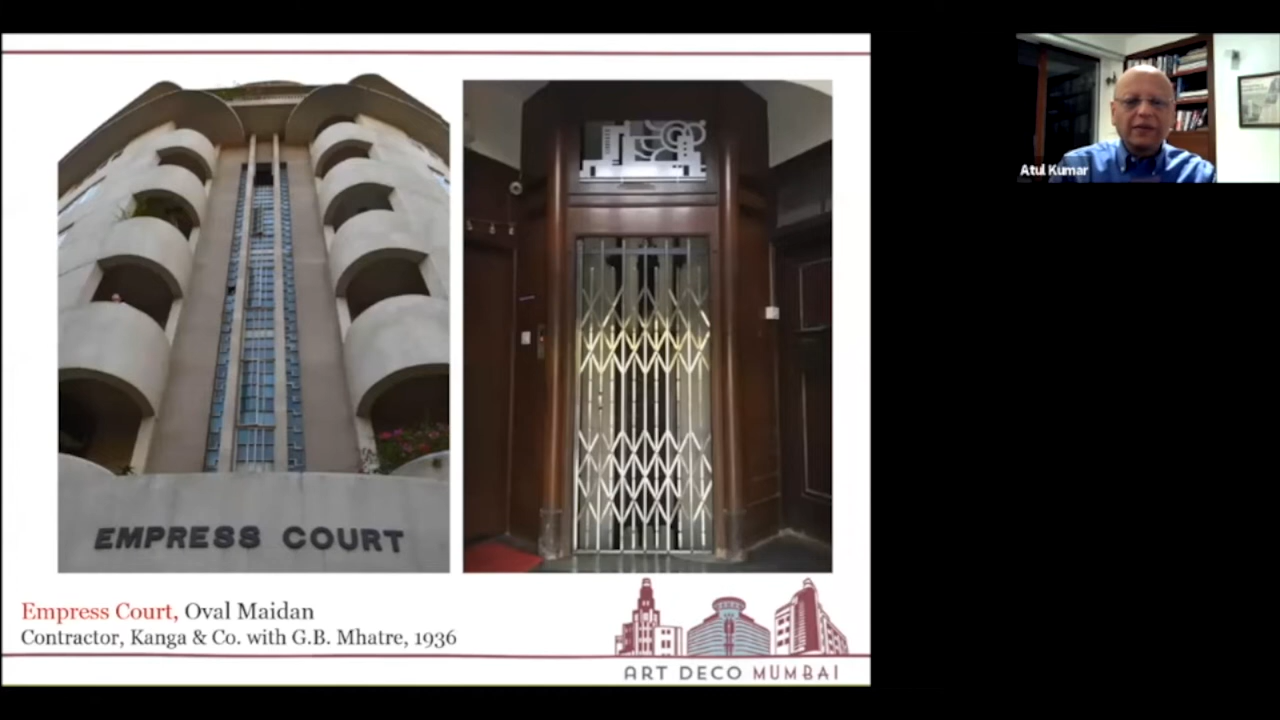 EMPRESS COURT
Empress Court, Oval Maidan
Contractor, Kanga & Co. with G.B. Mhatre, 1936
ART DECO MUMBAI
Atul Kumar